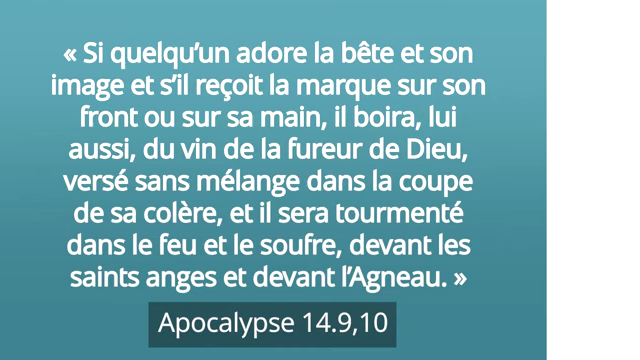 « Si quelqu’un adore la bête et son
image et s’il reçoit la marque sur son
front ou sur sa main, il boira, lui
aussi, du vin de la fureur de Dieu,
versé sans mélange dans la coupe
de sa colère, et il sera tourmenté
dans le feu et le soufre, devant les
saints anges et devant l’Agneau. »
Apocalypse 14.9,10